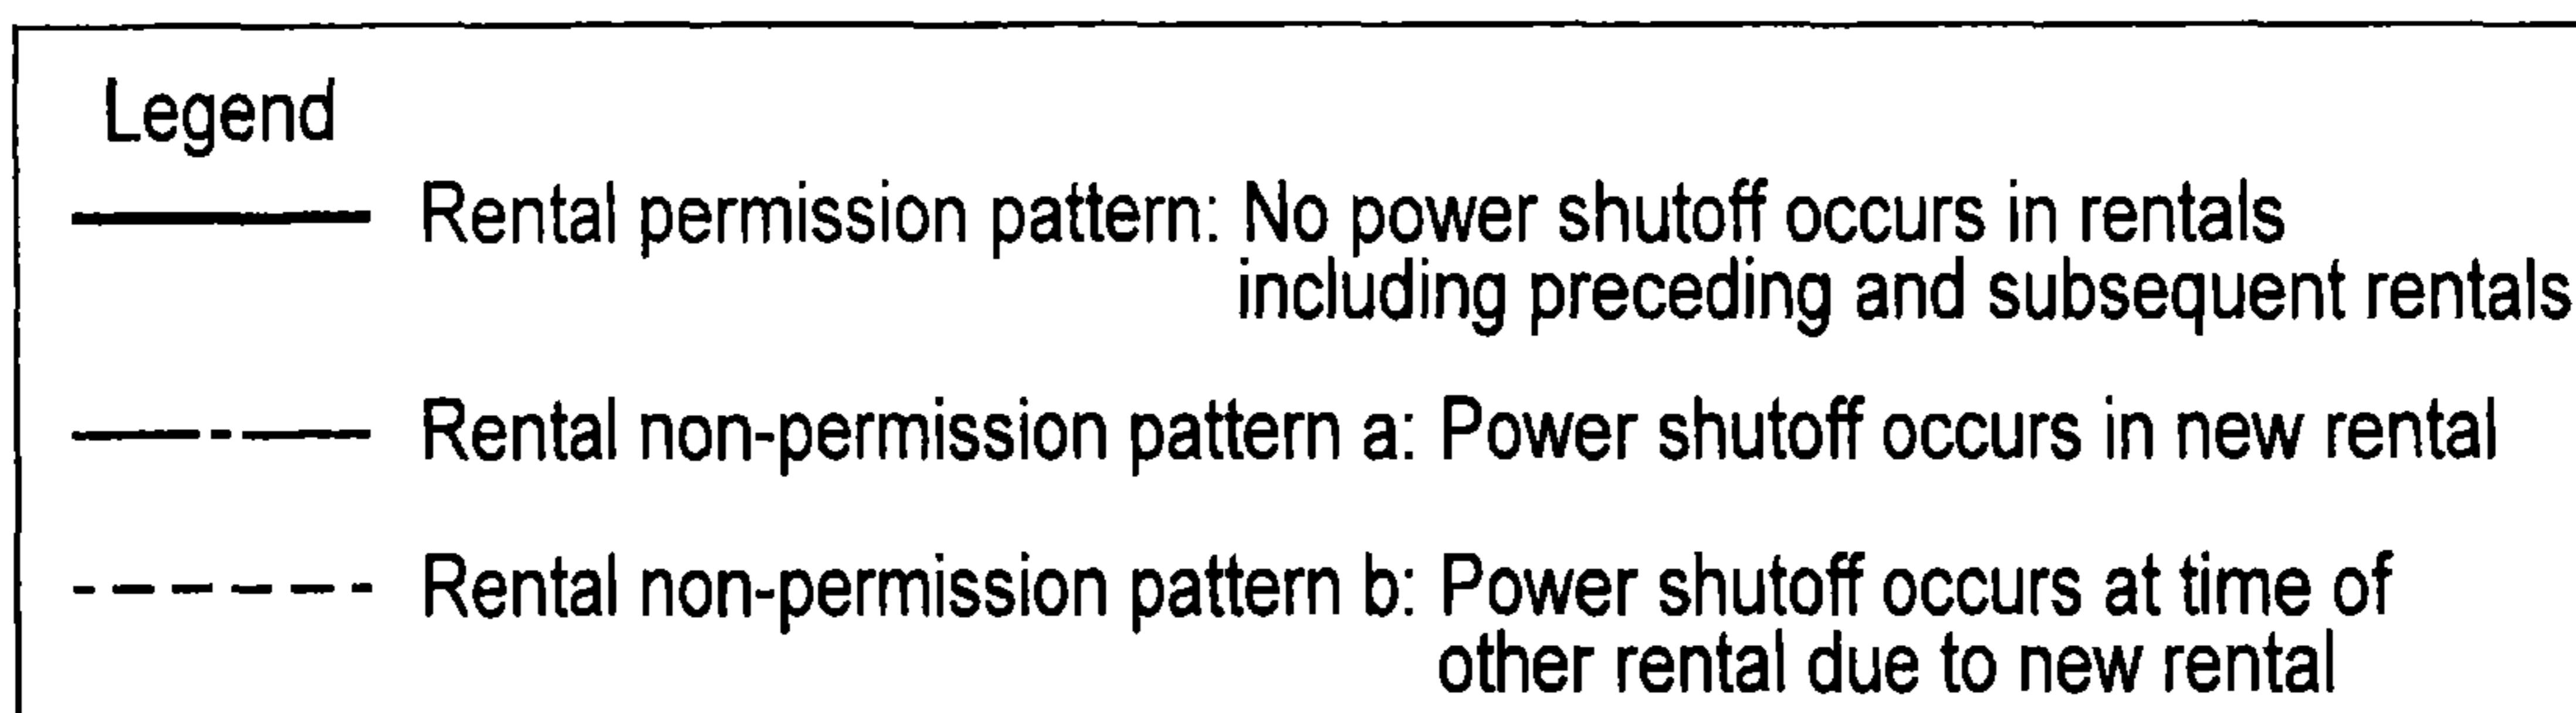 Legend
Rental permission pattern: No power shutoff occurs in rentals
including preceding and subsequent rentals
Rental non-permission pattern a: Power shutoff occurs in new rental
Rental non-permission pattern b: Power shutoff occurs at time of
other rental due to new rental